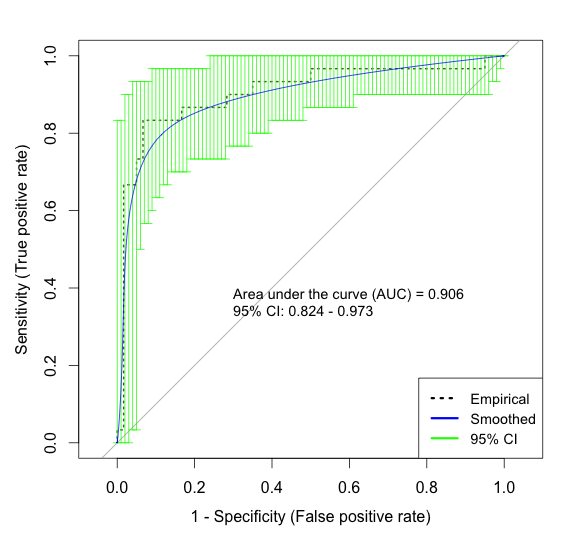 1.0
0.8
0.6
0.4
0.2
0.0
Sensitivity (True positive rate)
Area under the curve (AUC) = 0.906
95% CI: 0.824 - 0.973
Empirical
Smoothed
95% CI
0.0 0.2 0.4 0.6 0.8 1.0
1 - Specificity (False positive rate)